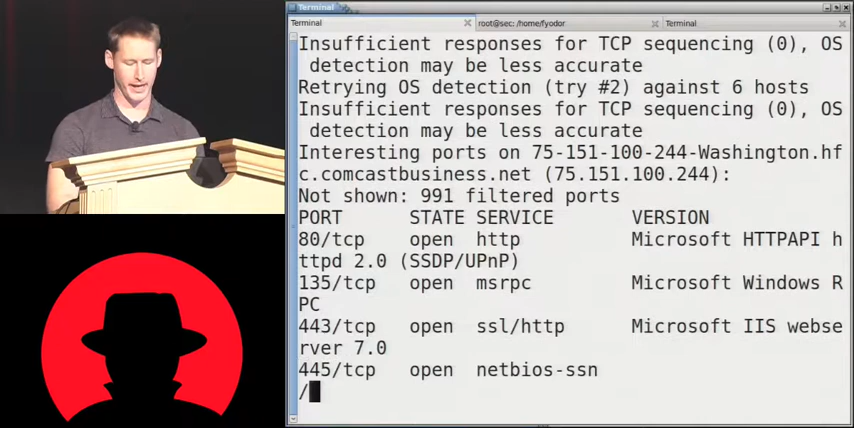 Terminal
Terminal
root@sec: /home/fyodor
Terminal
Insufficient responses for TCP sequencing (0), OS
detection may be less accurate
Retrying OS detection (try #2) against 6 hosts
Insufficient responses for TCP sequencing (0), OS
detection may be less accurate
Interesting ports on 75-151-100-244-Washington.hf
c.comcastbusiness.net (75.151.100.244):
Not shown: 991 filtered ports
PORT STATE SERVICE VERSION
80/tcp open http Microsoft HTTPAPI h
ttpd 2.0 (SSDP/UPnP)
135/tcp open msrpc Microsoft Windows R
PC
443/tcp open ssl/http Microsoft IIS webse
rver 7.0
445/tcp open netbios-ssn
/